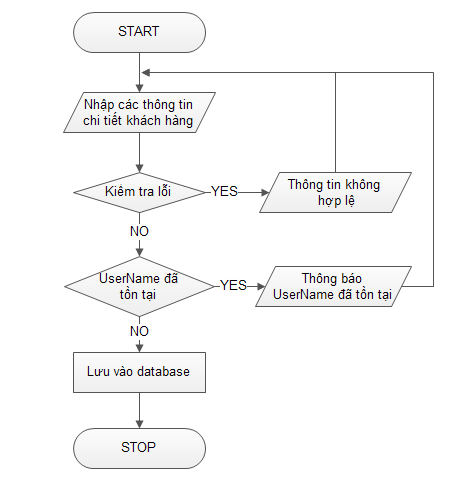 START
Nhập các thông tin
chi tiết khách hàng
Kiểm tra lỗi
YES
Thông tin không
hợp lệ
NO
UserName đã
tồn tại
YES
Thông báo
UserName đã tồn tại
NO
Lưu vào database
STOP